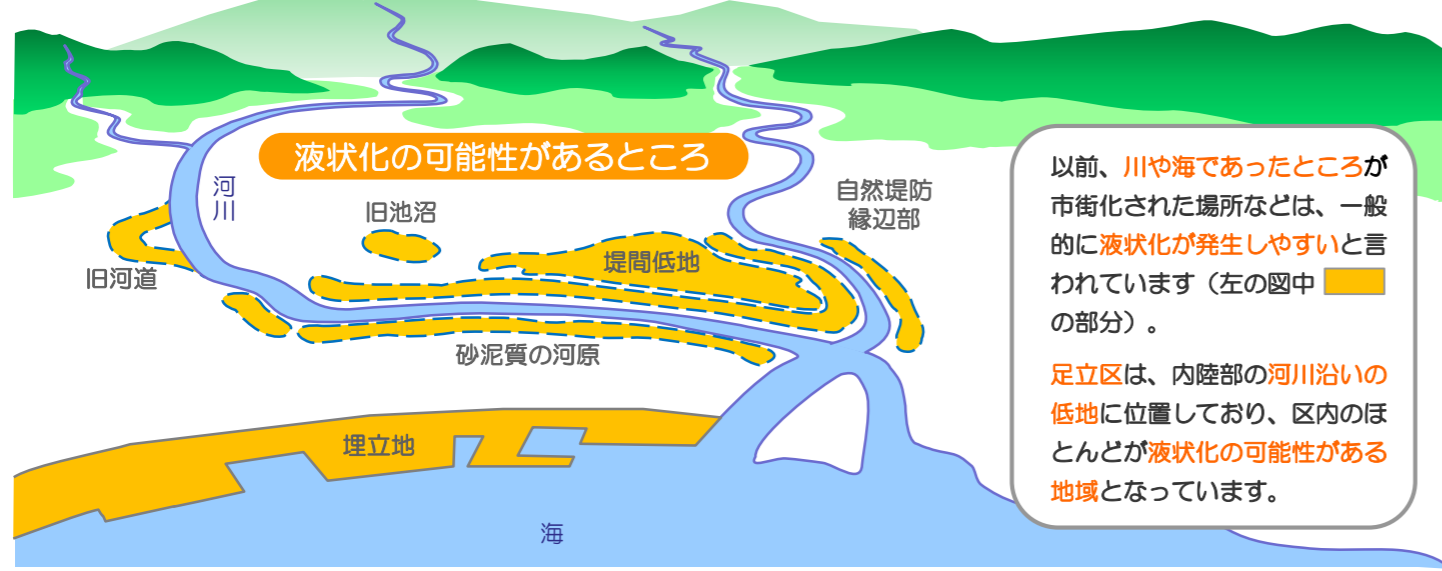 液状化の可能性があるところ
河川
旧池沼
自然堤防
縁辺部
旧河道
堤間低地
砂泥質の河原
埋立地
海
以前、川や海であったところが
市街化された場所などは、一般
的に液状化が発生しやすいと言
われています（左の図中
の部分）。
足立区は、内陸部の河川沿いの
低地に位置しており、区内のほ
とんどが液状化の可能性がある
地域となっています。